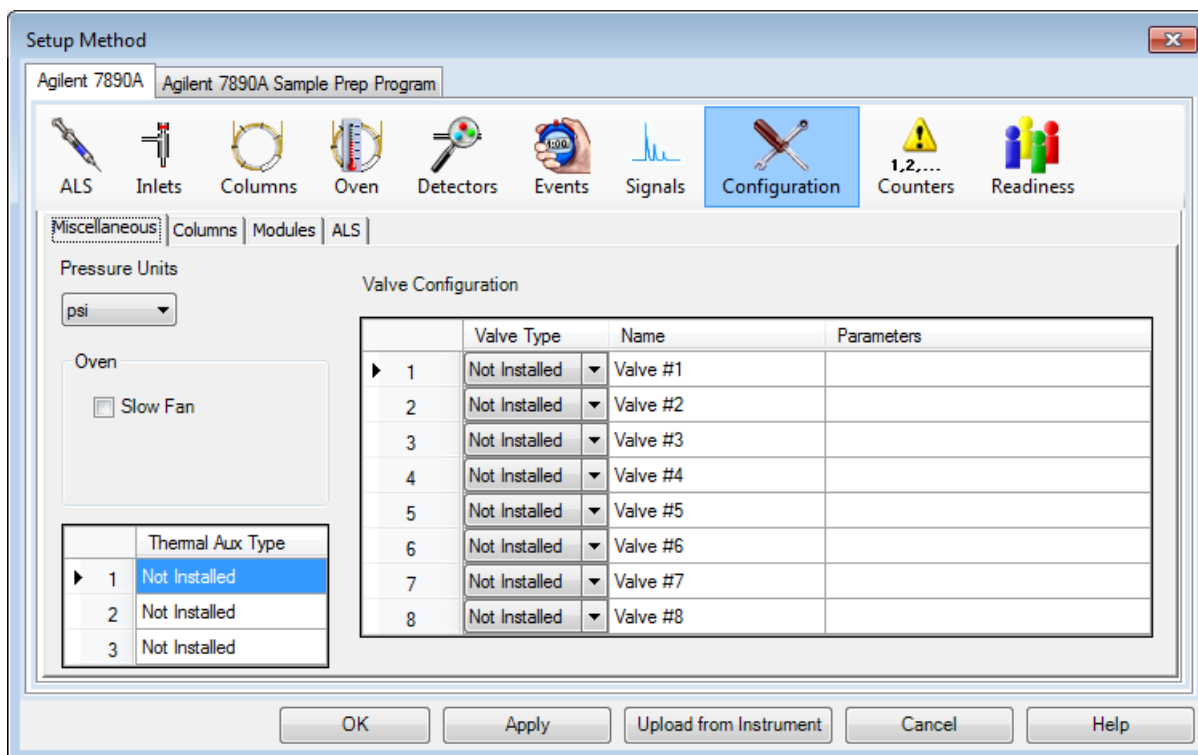 Setup Method
Agilent 7890A Agilent 7890A Sample Prep Program
1:00.
1,2,...
ALS Inlets Columns Oven Detectors Events Signals Configuration Counters Readiness
Miscellaneous Columns Modules ALS
Pressure Units
psi
Oven
Slow Fan
Thermal Aux Type
1 Not Installed
2 Not Installed
3 Not Installed
Valve Configuration
Valve Type Name Parameters
1 Not Installed Valve #1
2 Not Installed Valve #2
3 Not Installed Valve #3
4 Not Installed Valve #4
5 Not Installed Valve #5
6 Not Installed Valve #6
7 Not Installed Valve #7
8 Not Installed Valve #8
OK Apply Upload from Instrument Cancel Help